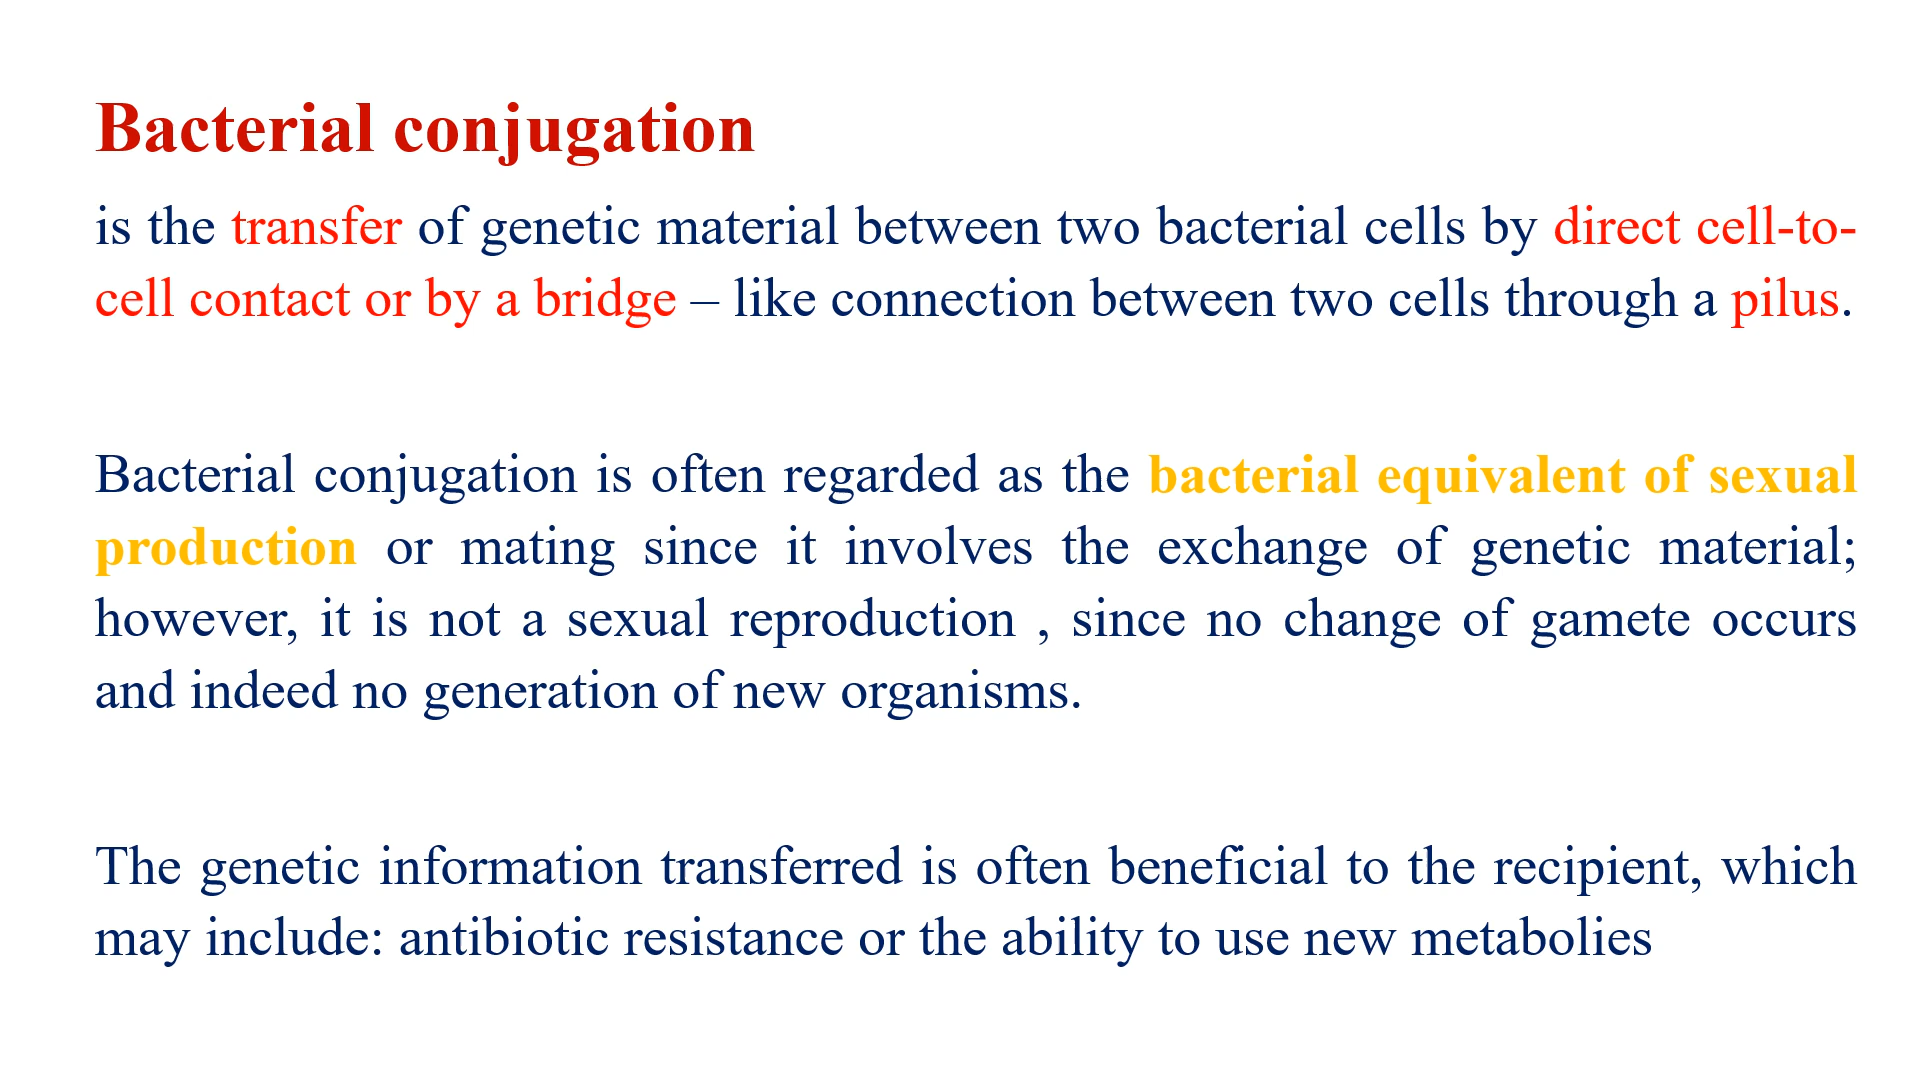 Bacterial conjugation
is the transfer of genetic material between two bacterial cells by direct cell-to-
cell contact or by a bridge – like connection between two cells through a pilus.
Bacterial conjugation is often regarded as the bacterial equivalent of sexual
production or mating since it involves the exchange of genetic material;
however, it is not a sexual reproduction , since no change of gamete occurs
and indeed no generation of new organisms.
The genetic information transferred is often beneficial to the recipient, which
may include: antibiotic resistance or the ability to use new metabolies